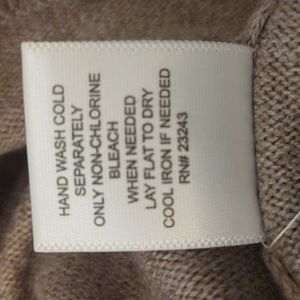 HAND WASH COLD
SEPARATELY
ONLY NON-CHLORINE
BLEACH
WHEN NEEDED
LAY FLAT TO DRY
COOL IRON IF NEEDED
RN# 23243